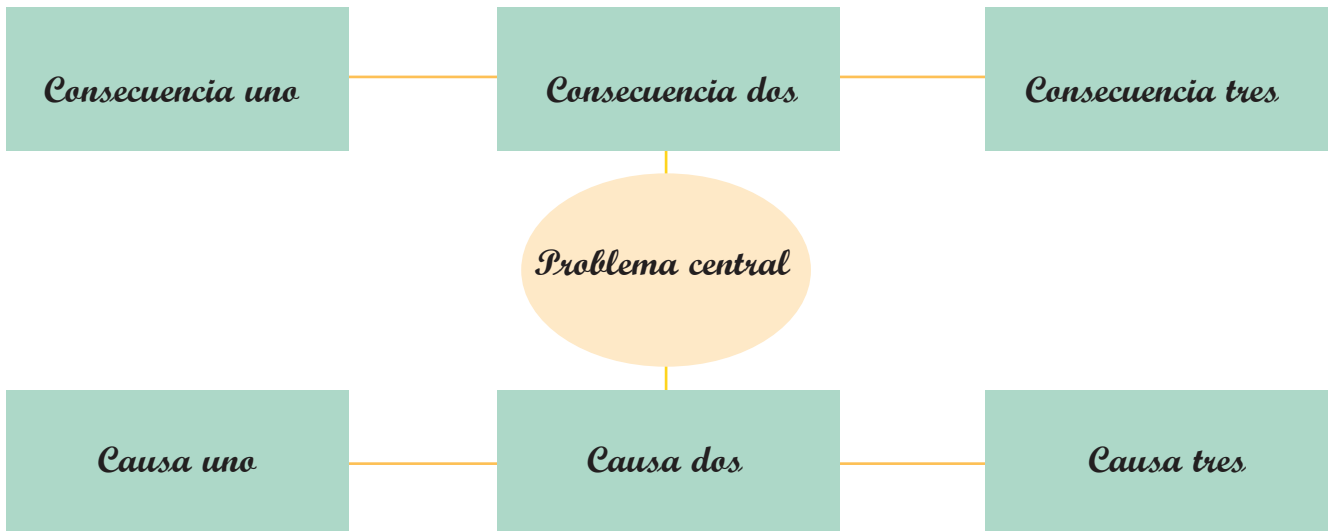 Consecuencia uno
Consecuencia dos
Consecuencia tres
Problema central
Causa uno
Causa dos
Causa tres